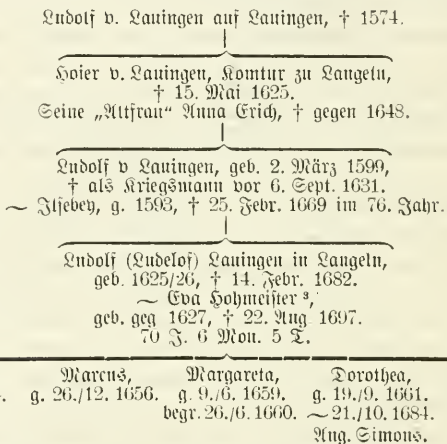 Ludolf v. Lauingen auf Lauingen, † 1574.
Hoier v. Lauingen, Komtur zu Langeln,
† 15. Mai 1625.
Seine „Altfrau“ Anna Erich, † gegen 1648.
Ludolf v Lauingen, geb. 2. März 1599,
† als Kriegsmann vor 6. Sept. 1631.
~ Ilsebey, g. 1593, † 25. Febr. 1669 im 76. Jahr.
Ludolf (Ludelof) Lauingen in Langeln,
geb. 1625/26, † 14. Febr. 1682.
~ Eva Hohmeister ³,
geb. geg 1627, † 22. Aug 1697.
70 J. 6 Mon. 5 T.
Marcus,
g. 26./12. 1656.
Margareta,
g. 9./6. 1659.
begr. 26./6. 1660.
Dorothea,
g. 19./9. 1661.
~ 21./10. 1684.
Aug. Simons.